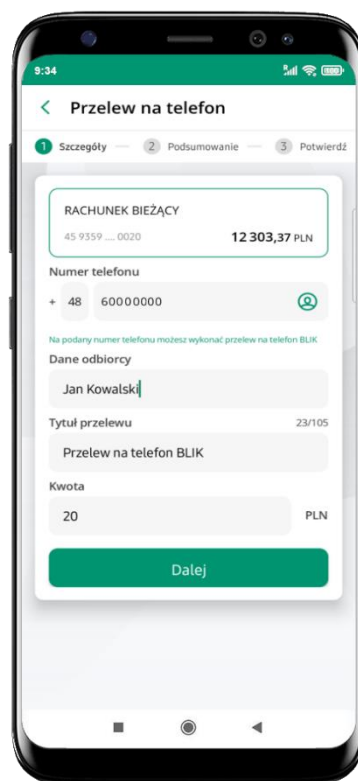 9:34
Przelew na telefon
1 Szczegóły 2 Podsumowanie 3 Potwierdź
RACHUNEK BIEŻĄCY
45 9359 .... 0020 12 303,37 PLN
Numer telefonu
+ 48 60000000
Na podany numer telefonu możesz wykonać przelew na telefon BLIK
Dane odbiorcy
Jan Kowalski
Tytuł przelewu 23/105
Przelew na telefon BLIK
Kwota
20 PLN
Dalej